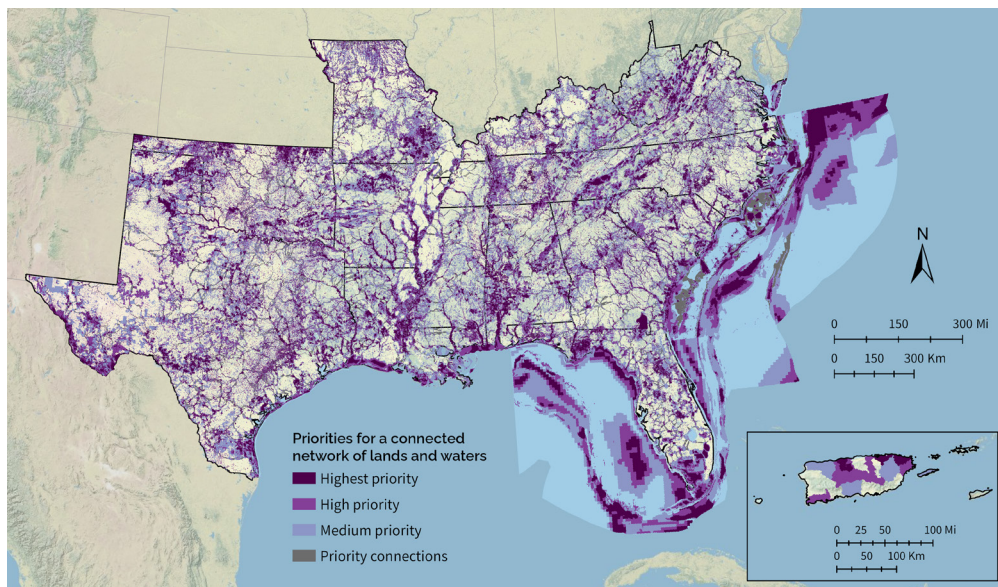 N
0 150 300 Mi
0 150 300 Km
Priorities for a connected
network of lands and waters
Highest priority
High priority
Medium priority
Priority connections
0 25 50 100 Mi
0 50 100 Km